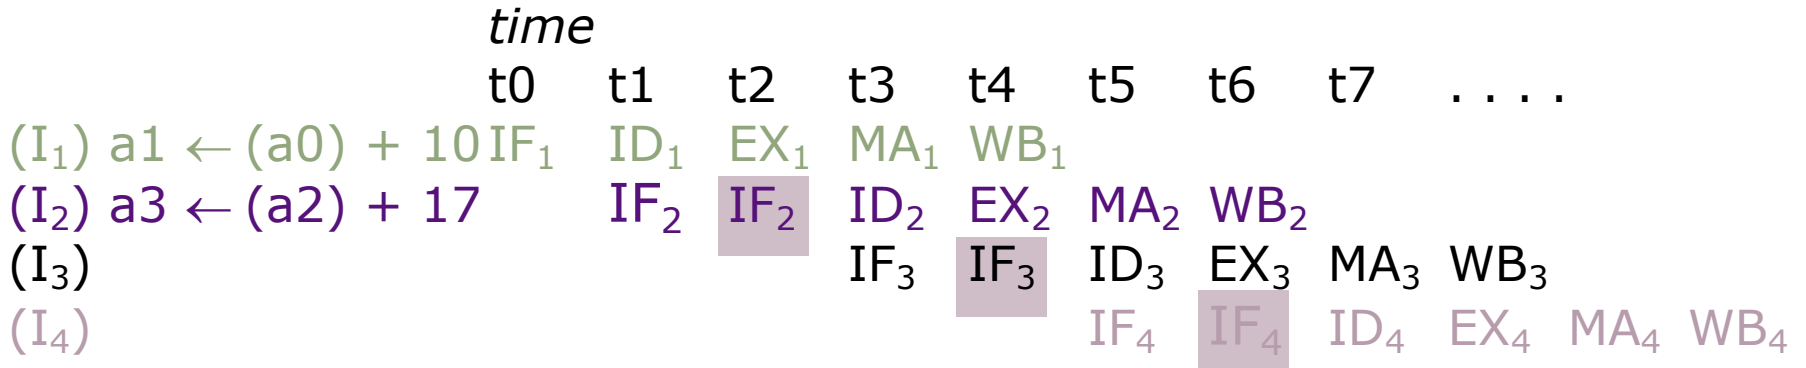 time
t0 t1 t2 t3 t4 t5 t6 t7 . . . .
(I₁) a1 ← (a0) + 10 IF₁ ID₁ EX₁ MA₁ WB₁
(I₂) a3 ← (a2) + 17 IF₂ IF₂ ID₂ EX₂ MA₂ WB₂
(I₃) IF₃ IF₃ ID₃ EX₃ MA₃ WB₃
(I₄) IF₄ IF₄ ID₄ EX₄ MA₄ WB₄